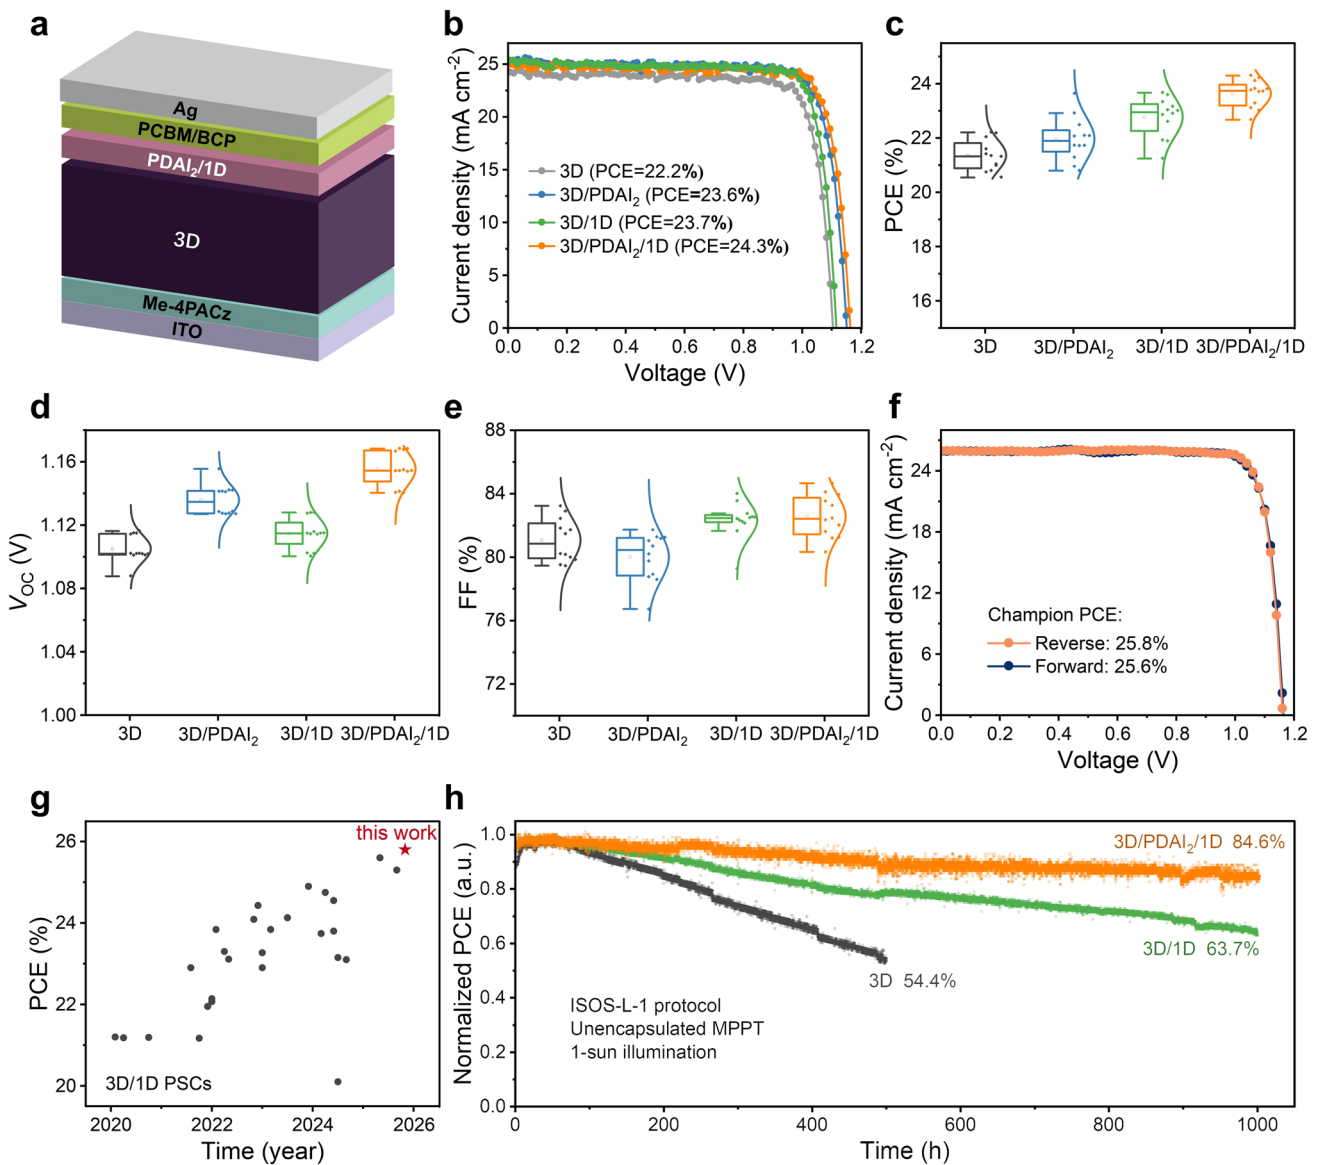 a
Ag
PCBM/BCP
PDAI₂/1D
3D
Me-4PACz
ITO
b
Current density (mA cm⁻²)
25
20
15
10
5
0
3D (PCE=22.2%)
3D/PDAI₂ (PCE=23.6%)
3D/1D (PCE=23.7%)
3D/PDAI₂/1D (PCE=24.3%)
0.0 0.2 0.4 0.6 0.8 1.0 1.2
Voltage (V)
c
PCE (%)
24
22
20
18
16
3D 3D/PDAI₂ 3D/1D 3D/PDAI₂/1D
d
V_OC (V)
1.16
1.12
1.08
1.04
1.00
3D 3D/PDAI₂ 3D/1D 3D/PDAI₂/1D
e
FF (%)
88
84
80
76
72
3D 3D/PDAI₂ 3D/1D 3D/PDAI₂/1D
f
Current density (mA cm⁻²)
24
18
12
6
0
Champion PCE:
Reverse: 25.8%
Forward: 25.6%
0.0 0.2 0.4 0.6 0.8 1.0 1.2
Voltage (V)
g
PCE (%)
26
24
22
20
this work
3D/1D PSCs
2020 2022 2024 2026
Time (year)
h
Normalized PCE (a.u.)
1.0
0.8
0.6
0.4
0.2
0.0
3D/PDAI₂/1D 84.6%
3D/1D 63.7%
3D 54.4%
ISOS-L-1 protocol
Unencapsulated MPPT
1-sun illumination
0 200 400 600 800 1000
Time (h)